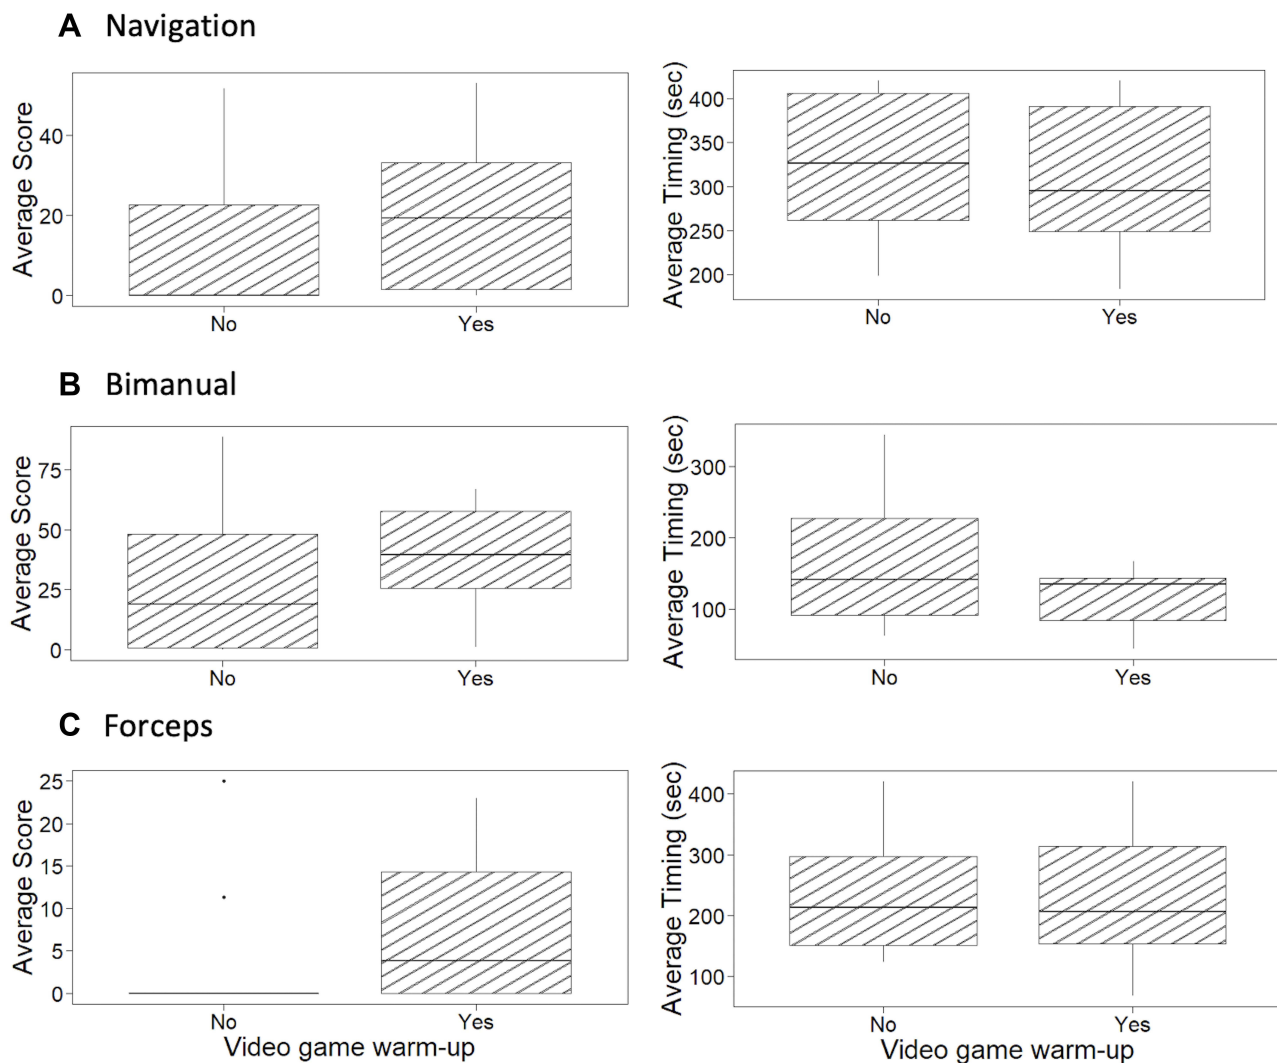 A Navigation
Average Score
40
20
0
No Yes
Average Timing (sec)
400
350
300
250
200
No Yes
B Bimanual
Average Score
75
50
25
0
No Yes
Average Timing (sec)
300
200
100
No Yes
C Forceps
Average Score
25
20
15
10
5
0
No Yes
Video game warm-up
Average Timing (sec)
400
300
200
100
No Yes
Video game warm-up